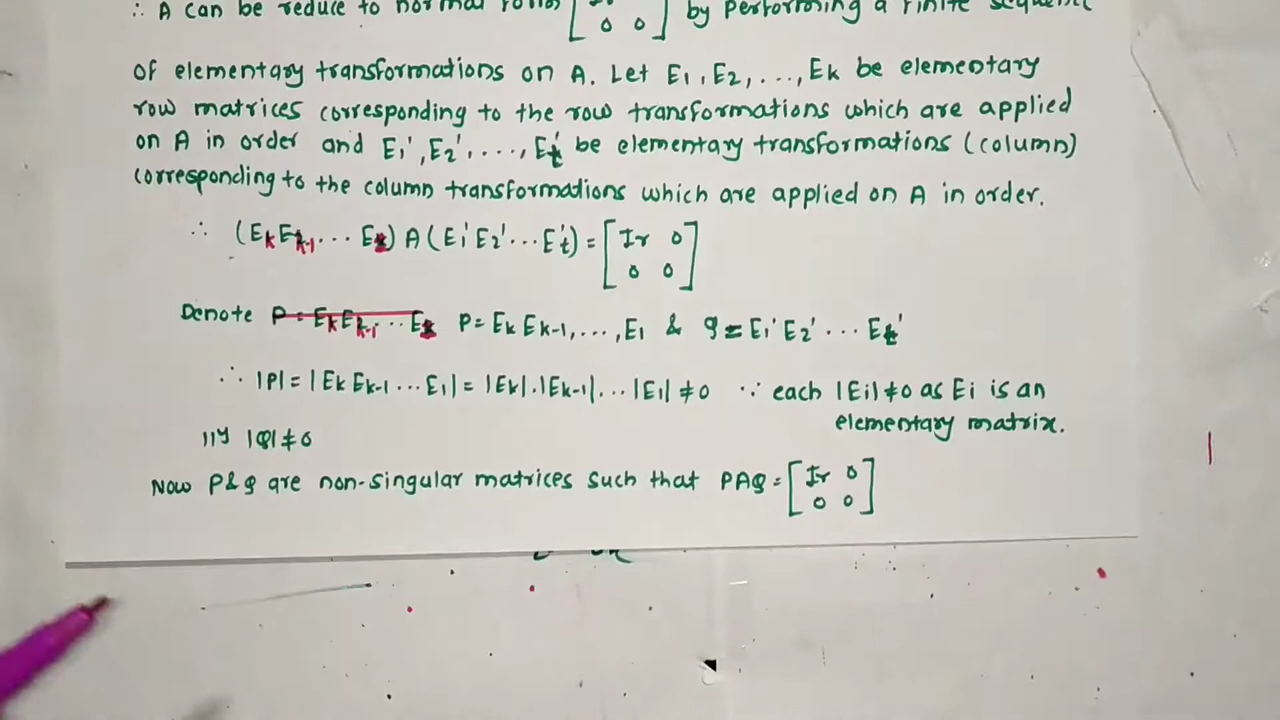 ∴ A can be reduce to normal form [Ir 0; 0 0] by performing a finite sequence
of elementary transformations on A. Let E1, E2, ..., Ek be elementary
row matrices corresponding to the row transformations which are applied
on A in order and E1', E2', ...., Et' be elementary transformations (column)
corresponding to the column transformations which are applied on A in order.
∴ (Ek Ek-1 ... E1) A (E1' E2' ... Et') = [Ir 0; 0 0]
Denote P = Ek Ek-1, ..., E1 & Q = E1' E2' ... Et'
∴ |P| = |Ek Ek-1 ... E1| = |Ek|.|Ek-1|. ... |E1| ≠ 0 ∵ each |Ei| ≠ 0 as Ei is an
elementary matrix.
111y |Q| ≠ 0
Now P & Q are non-singular matrices such that PAQ = [Ir 0; 0 0]